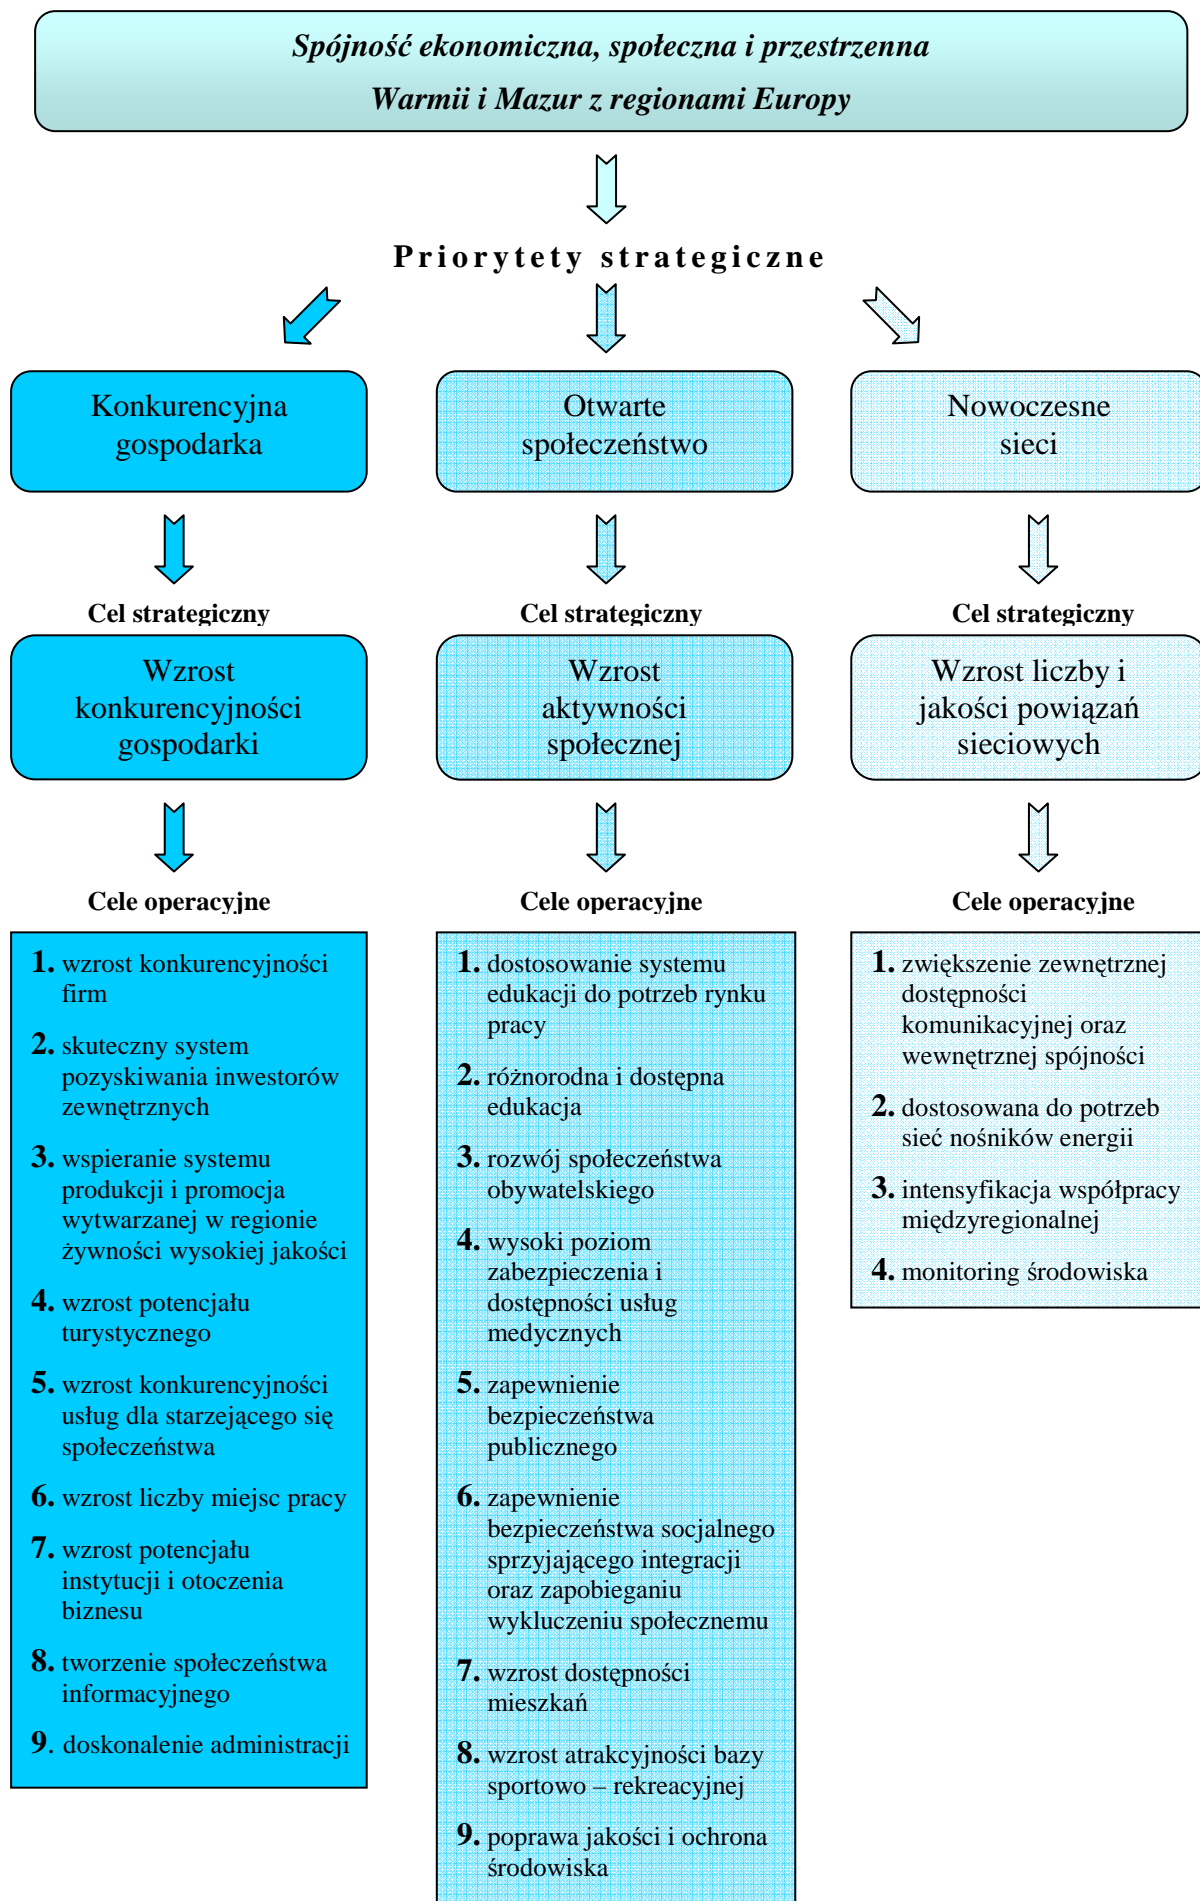 Spójność ekonomiczna, społeczna i przestrzenna
Warmii i Mazur z regionami Europy
Priorytety strategiczne
Konkurencyjna
gospodarka
Cel strategiczny
Wzrost
konkurencyjności
gospodarki
Cele operacyjne
1. wzrost konkurencyjności
firm
2. skuteczny system
pozyskiwania inwestorów
zewnętrznych
3. wspieranie systemu
produkcji i promocja
wytwarzanej w regionie
żywności wysokiej jakości
4. wzrost potencjału
turystycznego
5. wzrost konkurencyjności
usług dla starzejącego się
społeczeństwa
6. wzrost liczby miejsc pracy
7. wzrost potencjału
instytucji i otoczenia
biznesu
8. tworzenie społeczeństwa
informacyjnego
9. doskonalenie administracji
Otwarte
społeczeństwo
Cel strategiczny
Wzrost
aktywności
społecznej
Cele operacyjne
1. dostosowanie systemu
edukacji do potrzeb rynku
pracy
2. różnorodna i dostępna
edukacja
3. rozwój społeczeństwa
obywatelskiego
4. wysoki poziom
zabezpieczenia i
dostępności usług
medycznych
5. zapewnienie
bezpieczeństwa
publicznego
6. zapewnienie
bezpieczeństwa socjalnego
sprzyjającego integracji
oraz zapobieganiu
wykluczeniu społecznemu
7. wzrost dostępności
mieszkań
8. wzrost atrakcyjności bazy
sportowo – rekreacyjnej
9. poprawa jakości i ochrona
środowiska
Nowoczesne
sieci
Cel strategiczny
Wzrost liczby i
jakości powiązań
sieciowych
Cele operacyjne
1. zwiększenie zewnętrznej
dostępności
komunikacyjnej oraz
wewnętrznej spójności
2. dostosowana do potrzeb
sieć nośników energii
3. intensyfikacja współpracy
międzyregionalnej
4. monitoring środowiska